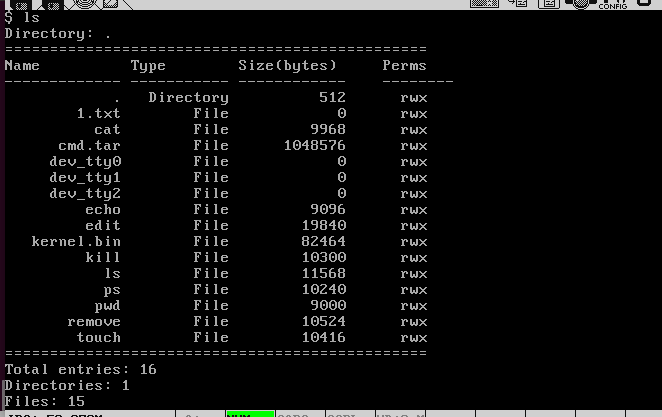 CONFIG
$ ls
Directory: .
===================================================
Name Type Size(bytes) Perms
------------- ----------- ------------ --------
. Directory 512 rwx
1.txt File 0 rwx
cat File 9968 rwx
cmd.tar File 1048576 rwx
dev_tty0 File 0 rwx
dev_tty1 File 0 rwx
dev_tty2 File 0 rwx
echo File 9096 rwx
edit File 19840 rwx
kernel.bin File 82464 rwx
kill File 10300 rwx
ls File 11568 rwx
ps File 10240 rwx
pwd File 9000 rwx
remove File 10524 rwx
touch File 10416 rwx
===================================================
Total entries: 16
Directories: 1
Files: 15